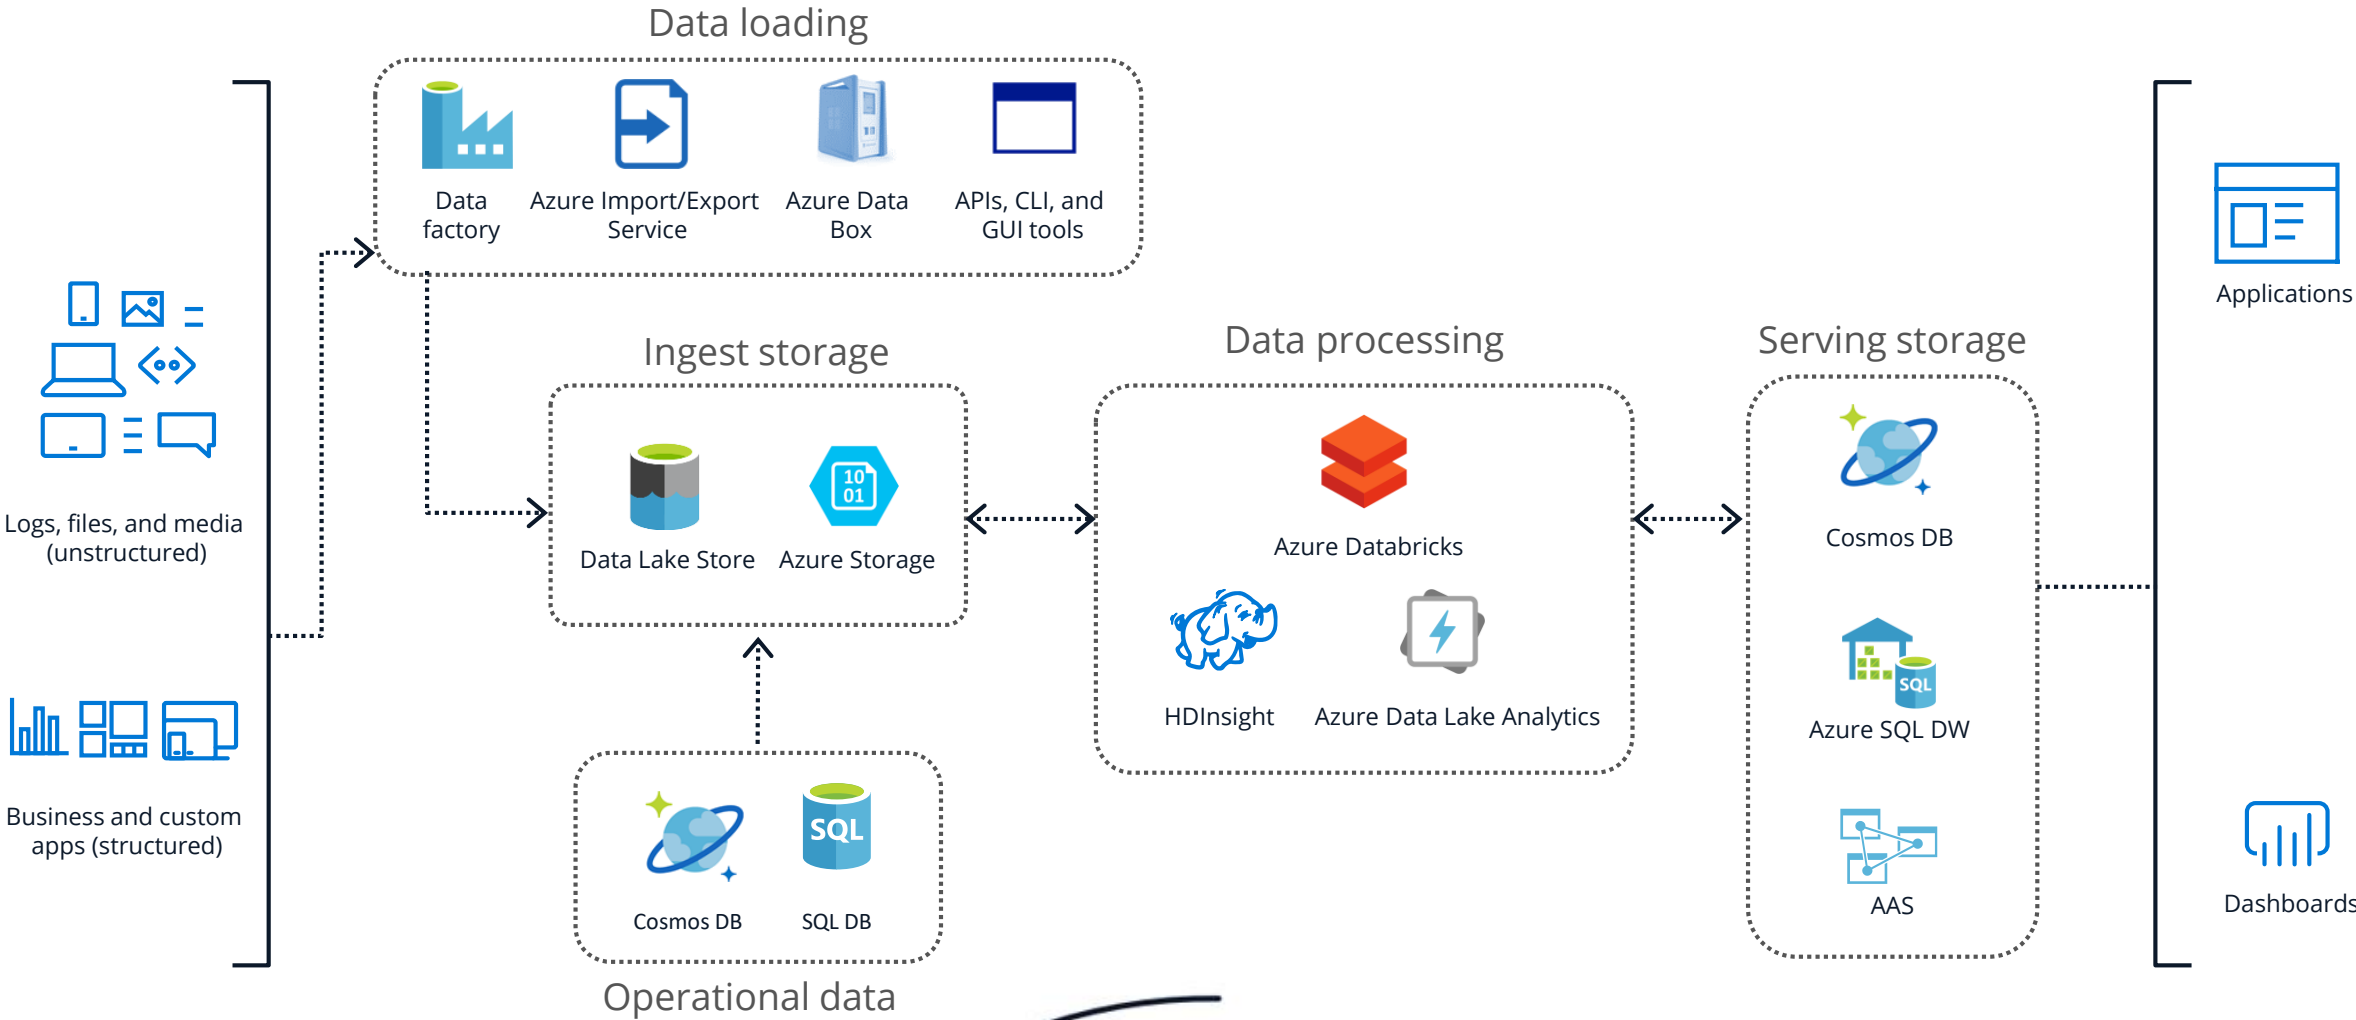 Data loading
Data
factory
Azure Import/Export
Service
Azure Data
Box
APIs, CLI, and
GUI tools
Logs, files, and media
(unstructured)
Business and custom
apps (structured)
Ingest storage
Data Lake Store
10
01
Azure Storage
Cosmos DB
SQL
SQL DB
Operational data
Data processing
Azure Databricks
HDInsight
Azure Data Lake Analytics
Serving storage
Cosmos DB
SQL
Azure SQL DW
AAS
Applications
Dashboards